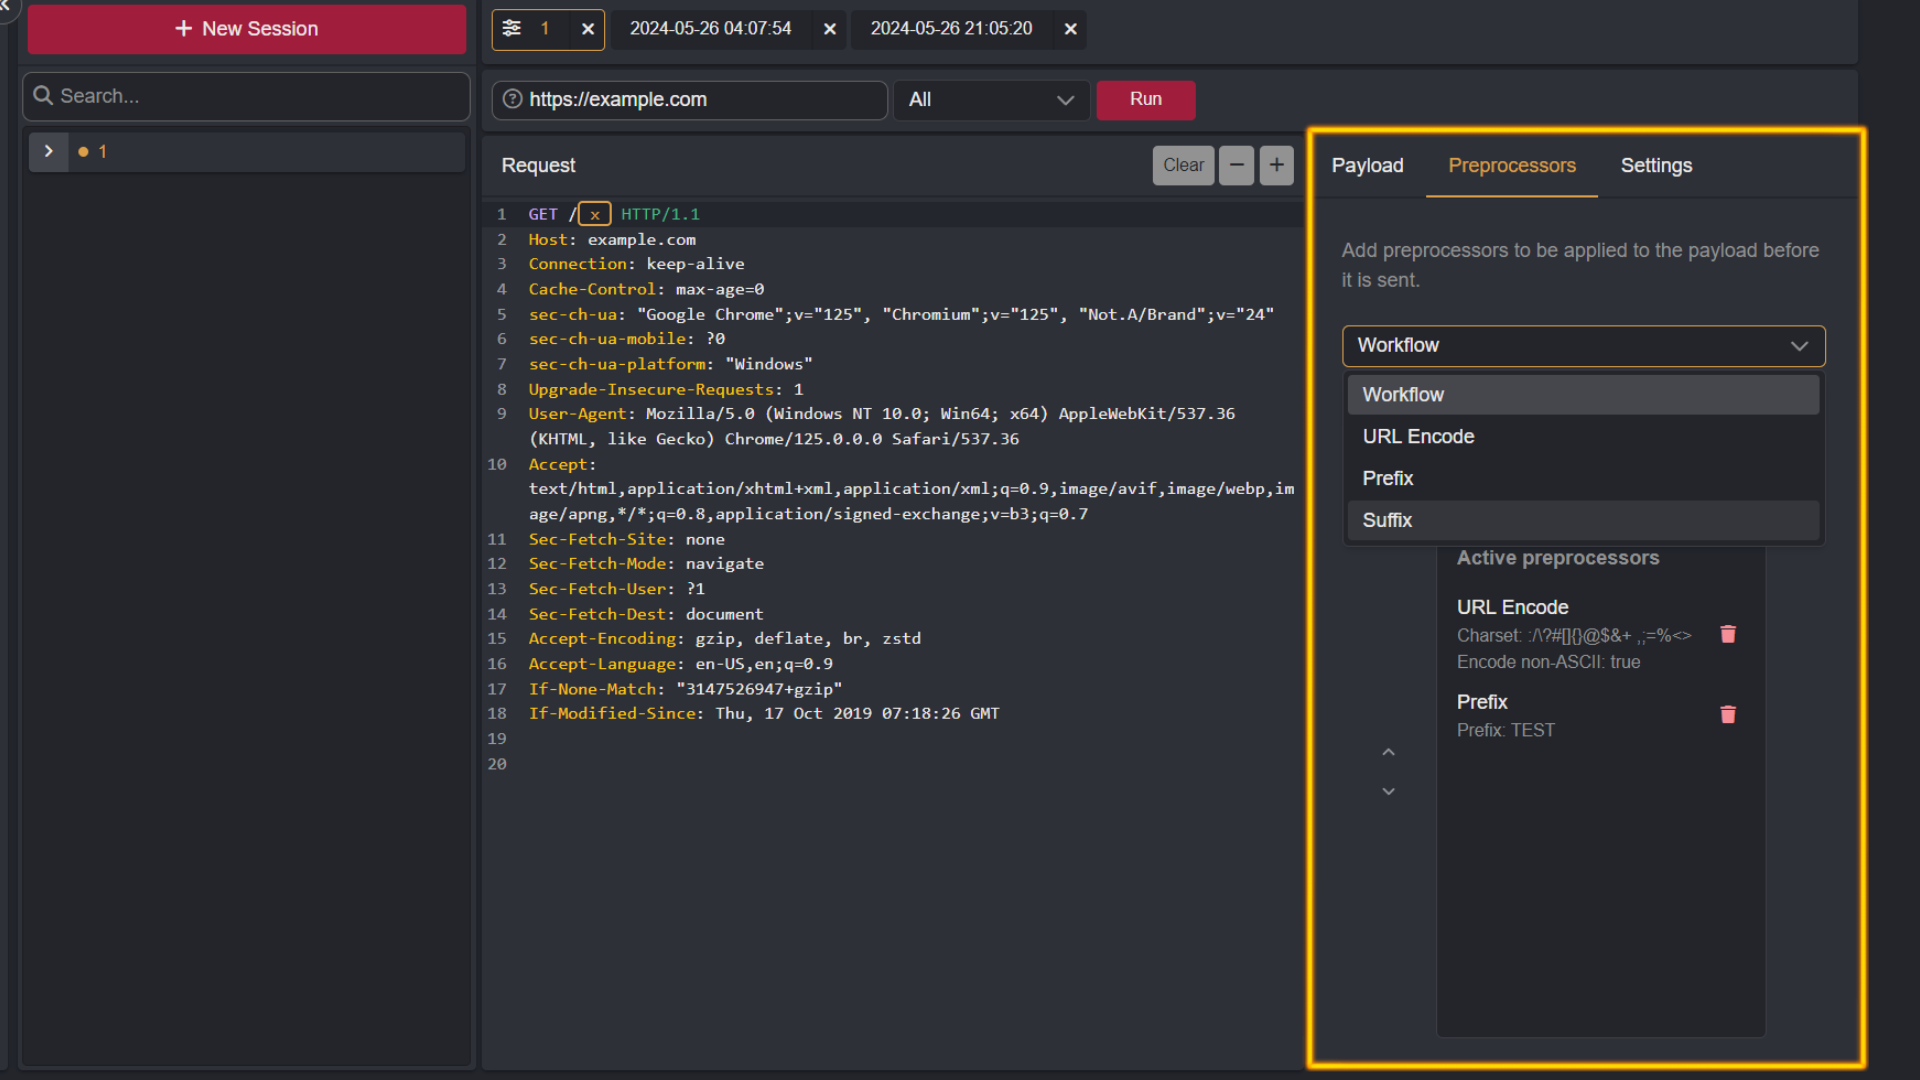 + New Session
Search...
1
1
2024-05-26 04:07:54
2024-05-26 21:05:20
https://example.com
All
Run
Request
Clear
1 GET /x HTTP/1.1
2 Host: example.com
3 Connection: keep-alive
4 Cache-Control: max-age=0
5 sec-ch-ua: "Google Chrome";v="125", "Chromium";v="125", "Not.A/Brand";v="24"
6 sec-ch-ua-mobile: ?0
7 sec-ch-ua-platform: "Windows"
8 Upgrade-Insecure-Requests: 1
9 User-Agent: Mozilla/5.0 (Windows NT 10.0; Win64; x64) AppleWebKit/537.36
(KHTML, like Gecko) Chrome/125.0.0.0 Safari/537.36
10 Accept:
text/html,application/xhtml+xml,application/xml;q=0.9,image/avif,image/webp,im
age/apng,*/*;q=0.8,application/signed-exchange;v=b3;q=0.7
11 Sec-Fetch-Site: none
12 Sec-Fetch-Mode: navigate
13 Sec-Fetch-User: ?1
14 Sec-Fetch-Dest: document
15 Accept-Encoding: gzip, deflate, br, zstd
16 Accept-Language: en-US,en;q=0.9
17 If-None-Match: "3147526947+gzip"
18 If-Modified-Since: Thu, 17 Oct 2019 07:18:26 GMT
19
20
Payload
Preprocessors
Settings
Add preprocessors to be applied to the payload before
it is sent.
Workflow
Workflow
URL Encode
Prefix
Suffix
Active preprocessors
URL Encode
Charset: :/\?#[]{}@$&+ ,;=%<>
Encode non-ASCII: true
Prefix
Prefix: TEST